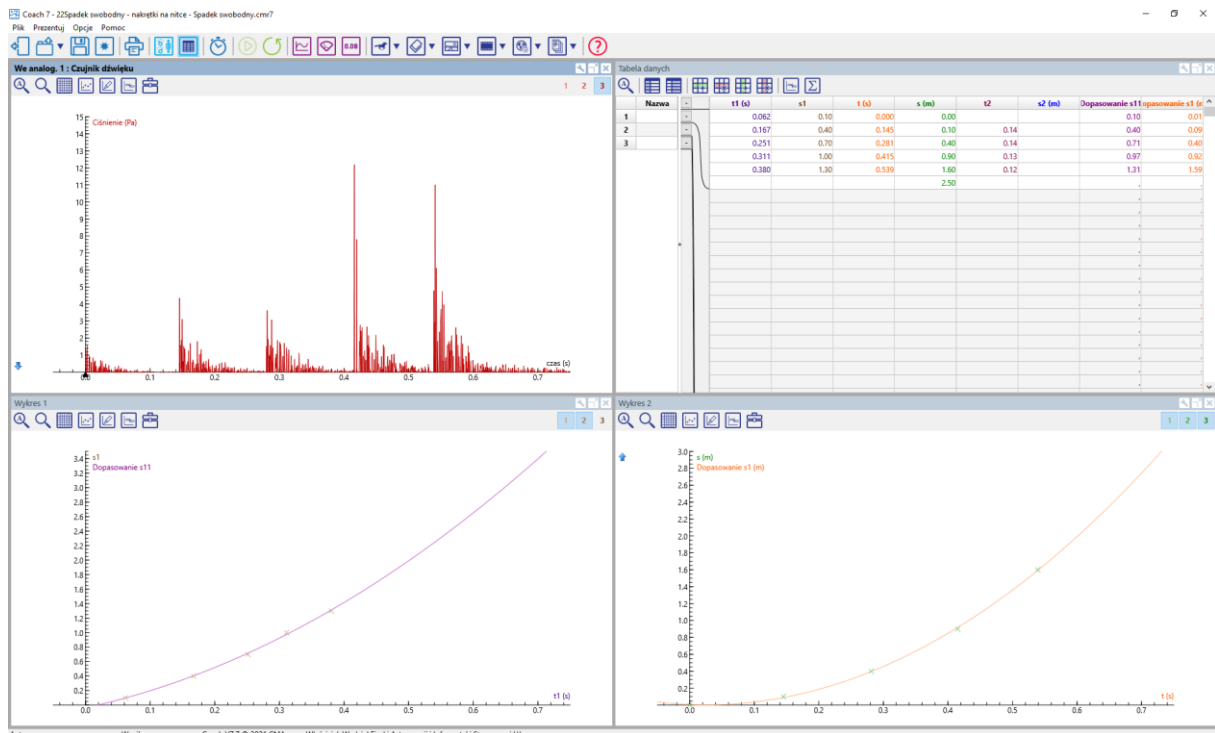 Coach 7 - 22Spadek swobodny - nakrętki na nitce - Spadek swobodny.cmr7
Plik Prezentuj Opcje Pomoc
We analog. 1 : Czujnik dźwięku
1 2 3
Ciśnienie (Pa)
15
14
13
12
11
10
9
8
7
6
5
4
3
2
1
czas (s)
0.0 0.1 0.2 0.3 0.4 0.5 0.6 0.7
Tabela danych
Nazwa - t1 (s) s1 t (s) s (m) t2 s2 (m) Dopasowanie s11
1 - 0.062 0.10 0.000 0.00 0.10 0.01
2 - 0.167 0.40 0.145 0.10 0.14 0.40 0.09
3 - 0.251 0.70 0.281 0.40 0.14 0.71 0.40
0.311 1.00 0.415 0.90 0.13 0.97 0.92
0.380 1.30 0.539 1.60 0.12 1.31 1.59
2.50
Wykres 1
1 2 3
s1
Dopasowanie s11
3.4
3.2
3.0
2.8
2.6
2.4
2.2
2.0
1.8
1.6
1.4
1.2
1.0
0.8
0.6
0.4
0.2
t1 (s)
0.0 0.1 0.2 0.3 0.4 0.5 0.6 0.7
Wykres 2
1 2 3
s (m)
Dopasowanie s1 (m)
3.0
2.8
2.6
2.4
2.2
2.0
1.8
1.6
1.4
1.2
1.0
0.8
0.6
0.4
0.2
t (s)
0.0 0.1 0.2 0.3 0.4 0.5 0.6 0.7